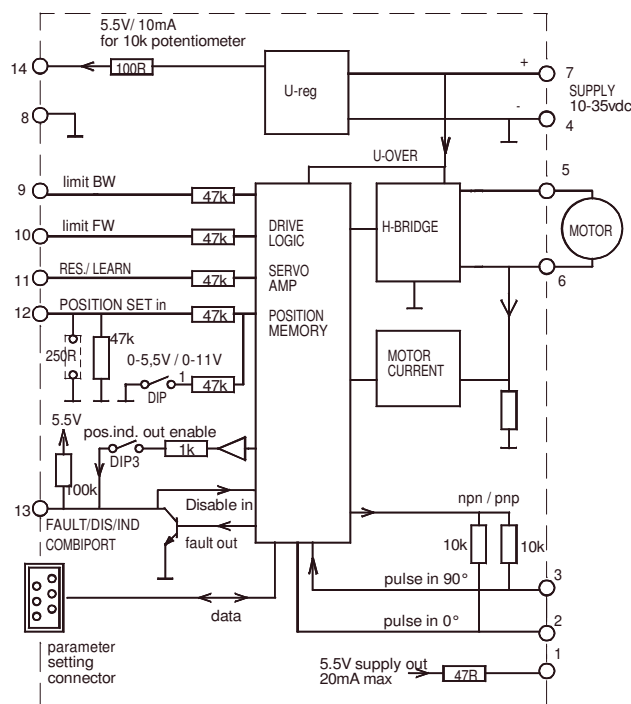 5.5V/ 10mA
for 10k potentiometer
14
100R
U-reg
+
7
SUPPLY
10-35vdc
-
4
8
U-OVER
5
9
limit BW
47k
DRIVE
LOGIC
H-BRIDGE
MOTOR
10
limit FW
47k
11
RES./ LEARN
47k
SERVO
AMP
6
12
POSITION SET in
47k
POSITION
MEMORY
250R
47k
0-5,5V / 0-11V
1
DIP
47k
MOTOR
CURRENT
5.5V
pos.ind. out enable
DIP3
1k
100k
13
FAULT/DIS/IND
COMBIPORT
Disable in
fault out
npn / pnp
10k
10k
pulse in 90°
3
data
pulse in 0°
2
parameter
setting
connector
5.5V supply out
20mA max
47R
1